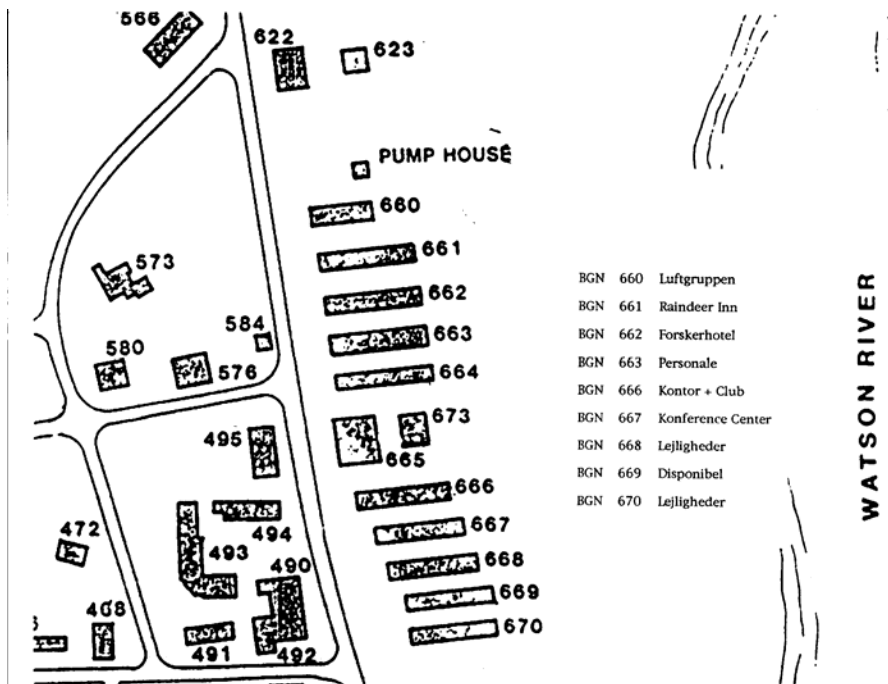 566
622
623
PUMP HOUSE
660
661
573
662
584
663
580
576
664
673
495
665
666
494
667
472
493
490
668
669
408
670
491
492
BGN 660 Luftgruppen
BGN 661 Raindeer Inn
BGN 662 Forskerhotel
BGN 663 Personale
BGN 666 Kontor + Club
BGN 667 Konference Center
BGN 668 Lejligheder
BGN 669 Disponibel
BGN 670 Lejligheder
WATSON RIVER